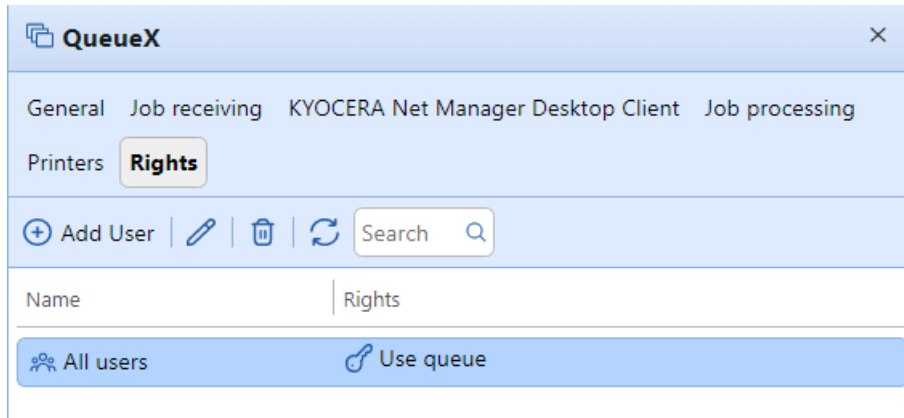 QueueX
General Job receiving KYOCERA Net Manager Desktop Client Job processing
Printers Rights
Add User Search
Name Rights
All users Use queue